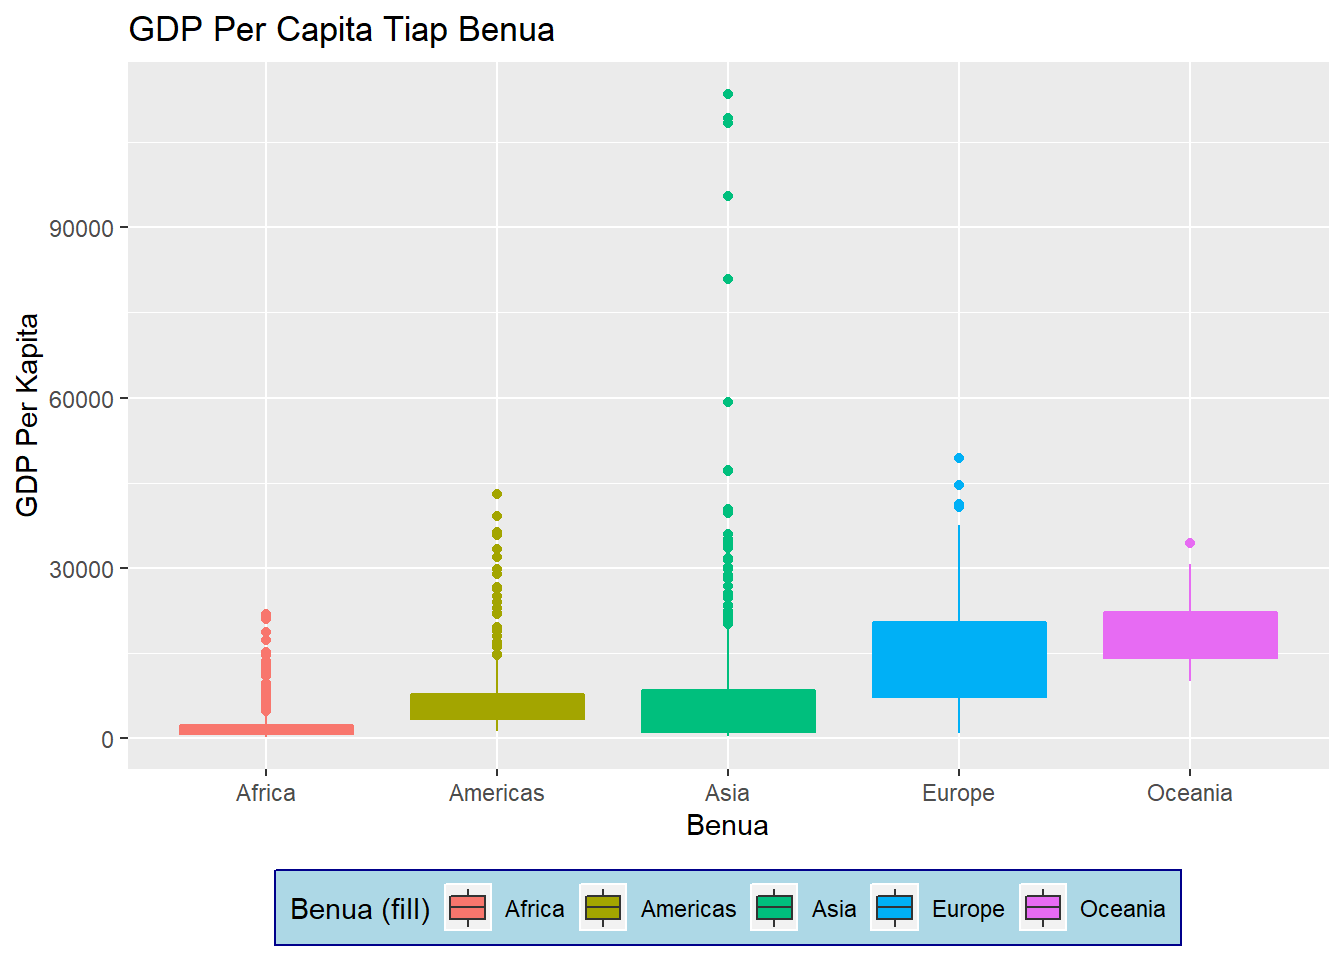 GDP Per Capita Tiap Benua
GDP Per Kapita
90000
60000
30000
0
Africa Americas Asia Europe Oceania
Benua
Benua (fill) Africa Americas Asia Europe Oceania